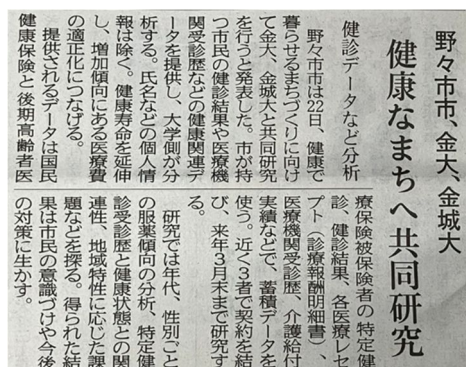 野々市市、金大、金城大
健康なまちへ共同研究
健診データなど分析
野々市市は22日、健康で
暮らせるまちづくりに向け
て金大、金城大と共同研究
を行うと発表した。市が持
つ市民の健診結果や医療機
関受診歴などの健康関連デ
ータを提供し、大学側が分
析する。氏名などの個人情
報は除く。健康寿命を延伸
し、増加傾向にある医療費
の適正化につなげる。
提供されるデータは国民
健康保険と後期高齢者医
療保険被保険者の特定健
診、健診結果、各医療レセ
プト（診療報酬明細書）、
医療機関受診歴、介護給付
実績などで、蓄積データを
使う。近く3者で契約を結
び、来年3月末まで研究す
る。
研究では年代、性別ごと
の服薬傾向の分析、特定健
診受診歴と健康状態との関
連性、地域特性に応じた課
題などを探る。得られた結
果は市民の意識づけや今後
の対策に生かす。